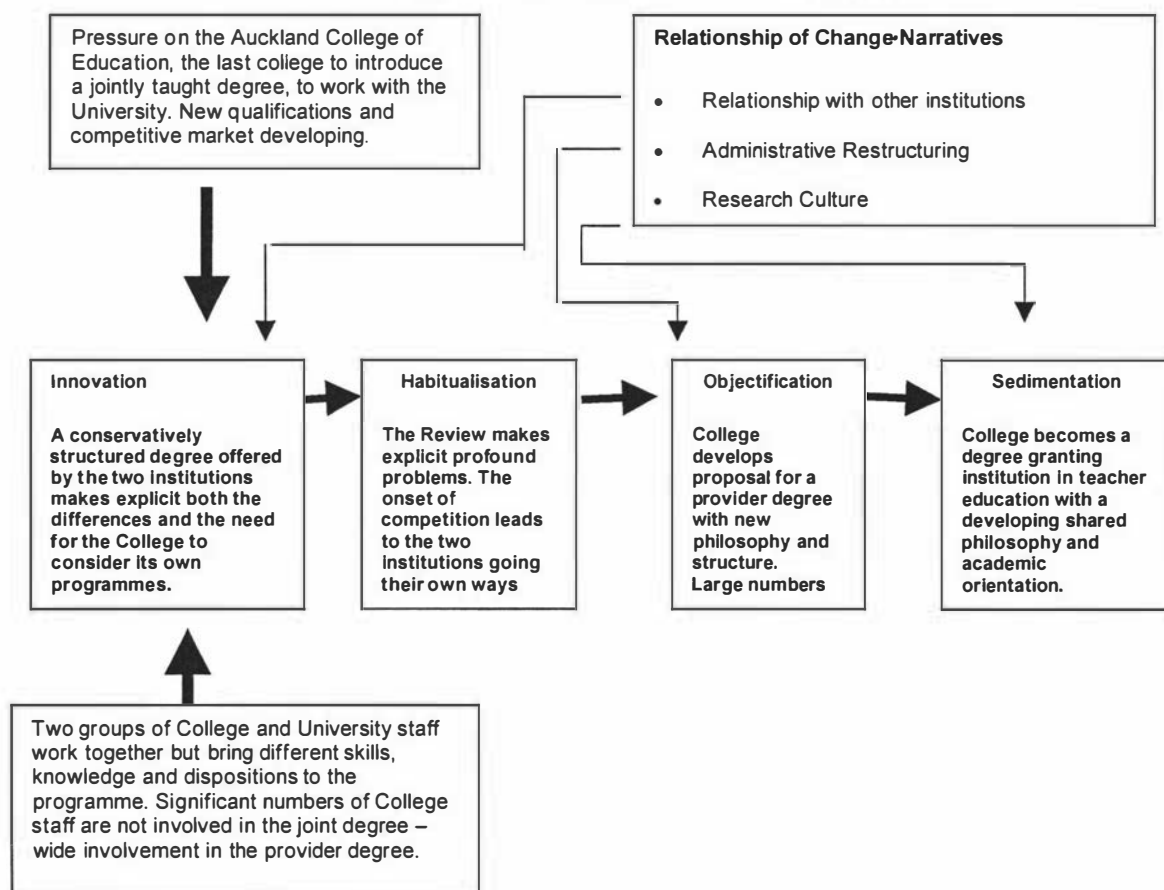 Pressure on the Auckland College of
Education, the last college to introduce
a jointly taught degree, to work with the
University. New qualifications and
competitive market developing.
Relationship of Change•Narratives
• Relationship with other institutions
• Administrative Restructuring
• Research Culture
Innovation
A conservatively
structured degree offered
by the two institutions
makes explicit both the
differences and the need
for the College to
consider its own
programmes.
Habitualisation
The Review makes
explicit profound
problems. The
onset of
competition leads
to the two
institutions going
their own ways
Objectification
College
develops
proposal for a
provider degree
with new
philosophy and
structure.
Large numbers
Sedimentation
College becomes a
degree granting
institution in teacher
education with a
developing shared
philosophy and
academic
orientation.
Two groups of College and University staff
work together but bring different skills,
knowledge and dispositions to the
programme. Significant numbers of College
staff are not involved in the joint degree –
wide involvement in the provider degree.